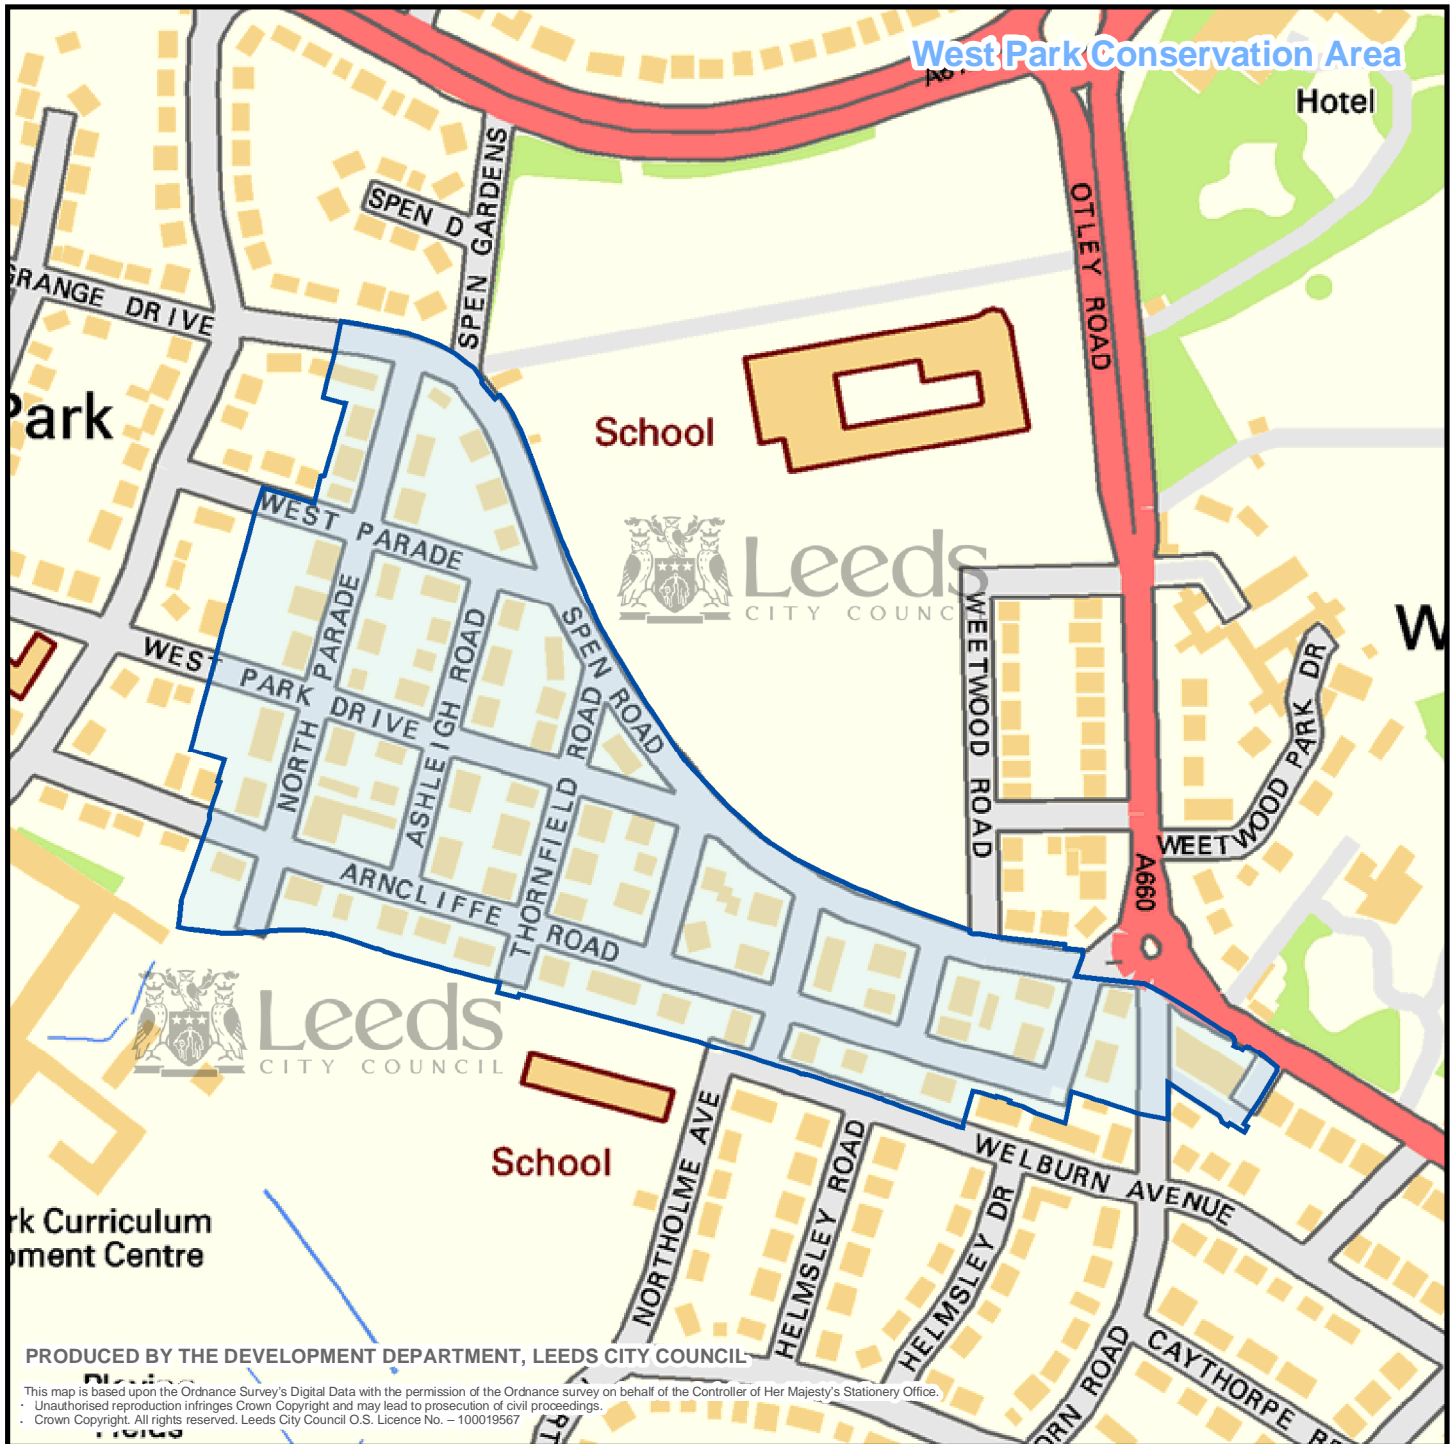 West Park Conservation Area
Hotel
OTLEY ROAD
SPEN D
SPEN GARDENS
GRANGE DRIVE
Park
School
WEST PARADE
Leeds
CITY COUNC
NORTH PARADE
ASHLEIGH ROAD
SPEN ROAD
WEETWOOD ROAD
WEST PARK DRIVE
THORNFIELD ROAD
WEETWOOD PARK DR
W
A660
ARNCLIFFE ROAD
Leeds
CITY COUNCIL
School
NORTHOLME AVE
HELMSLEY ROAD
HELMSLEY DR
WELBURN AVENUE
rk Curriculum
oment Centre
CAYTHORPE
ORN ROAD
PRODUCED BY THE DEVELOPMENT DEPARTMENT, LEEDS CITY COUNCIL
This map is based upon the Ordnance Survey's Digital Data with the permission of the Ordnance survey on behalf of the Controller of Her Majesty's Stationery Office.
· Unauthorised reproduction infringes Crown Copyright and may lead to prosecution of civil proceedings.
· Crown Copyright. All rights reserved. Leeds City Council O.S. Licence No. – 100019567